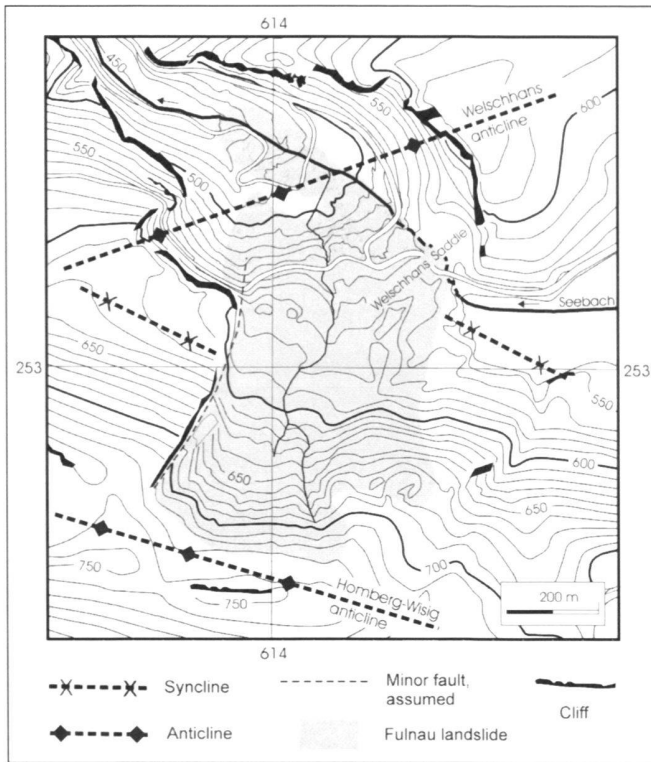 614
450
550
Welschhans
anticline
600
550
500
Welschhans Saddle
Seebach
650
253
253
550
600
650
650
700
750
750
Homberg-Wisig
anticline
200 m
614
Syncline
Minor fault,
assumed
Cliff
Anticline
Fulnau landslide